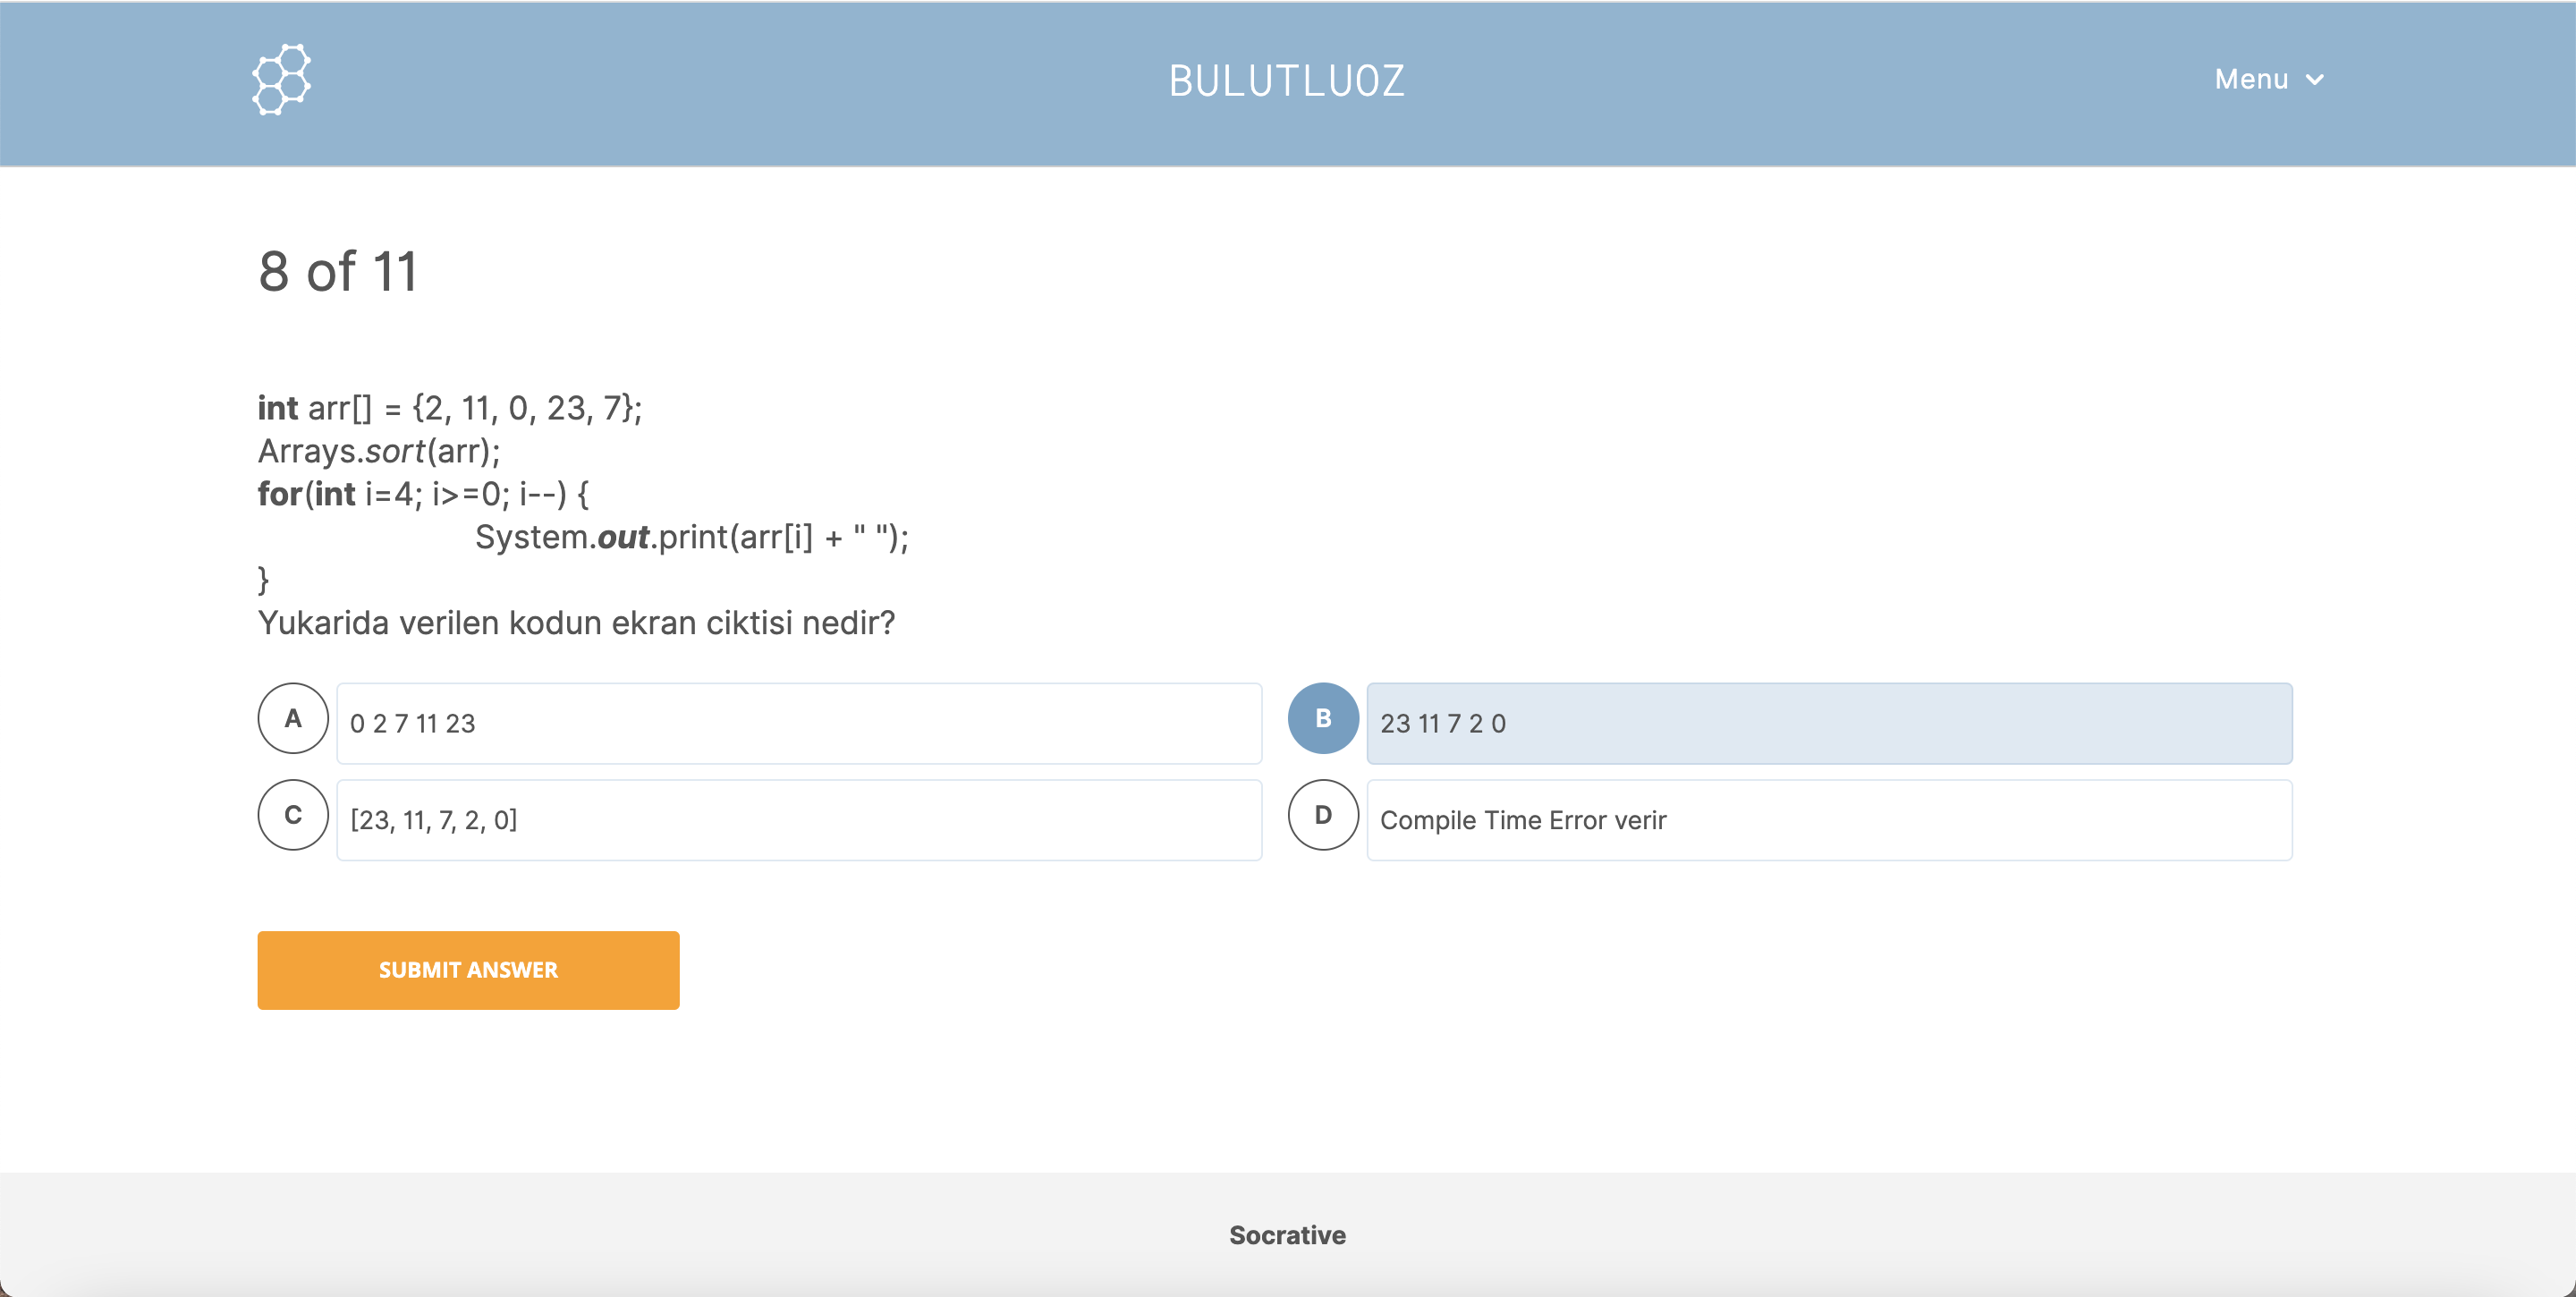 BULUTLUOZ
Menu
8 of 11
int arr[] = {2, 11, 0, 23, 7};
Arrays.sort(arr);
for(int i=4; i>=0; i--) {
System.out.print(arr[i] + " ");
}
Yukarida verilen kodun ekran ciktisi nedir?
A 0 2 7 11 23
B 23 11 7 2 0
C [23, 11, 7, 2, 0]
D Compile Time Error verir
SUBMIT ANSWER
Socrative